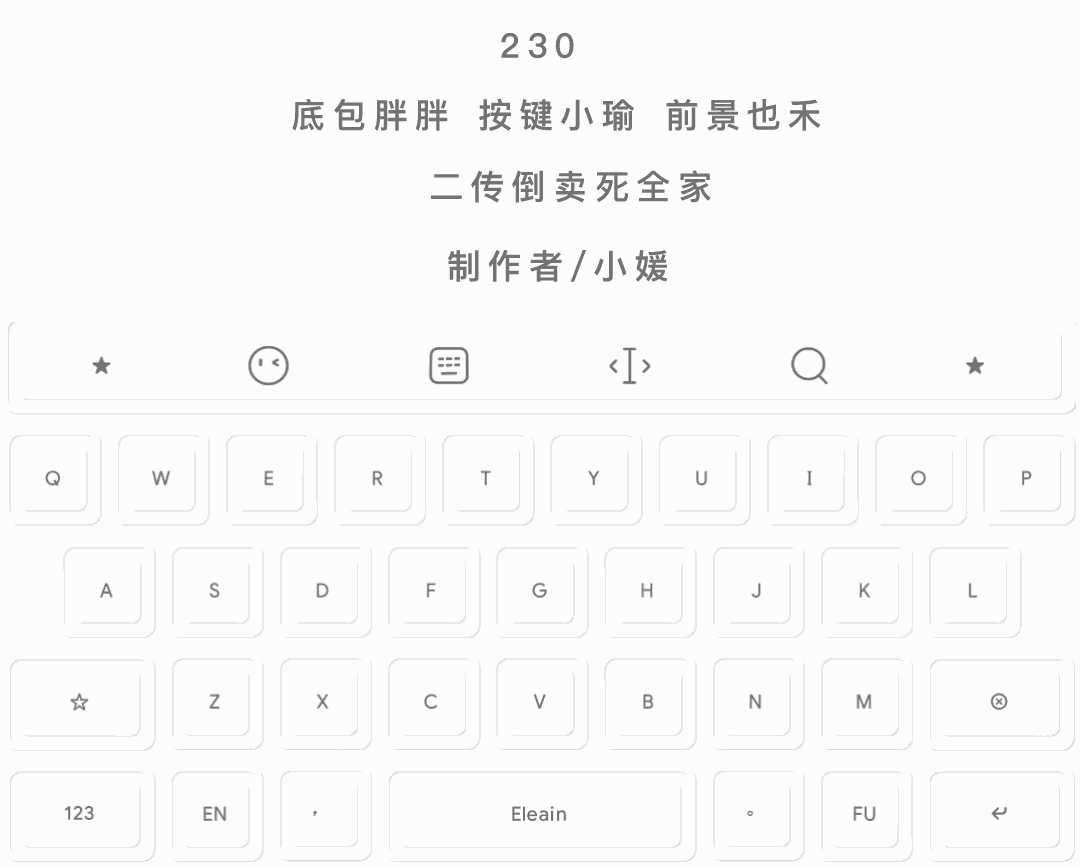 230
底包胖胖 按键小瑜 前景也禾
二传倒卖死全家
制作者/小媛
Q W E R T Y U I O P
A S D F G H J K L
Z X C V B N M
123 EN , Eleain 。 FU